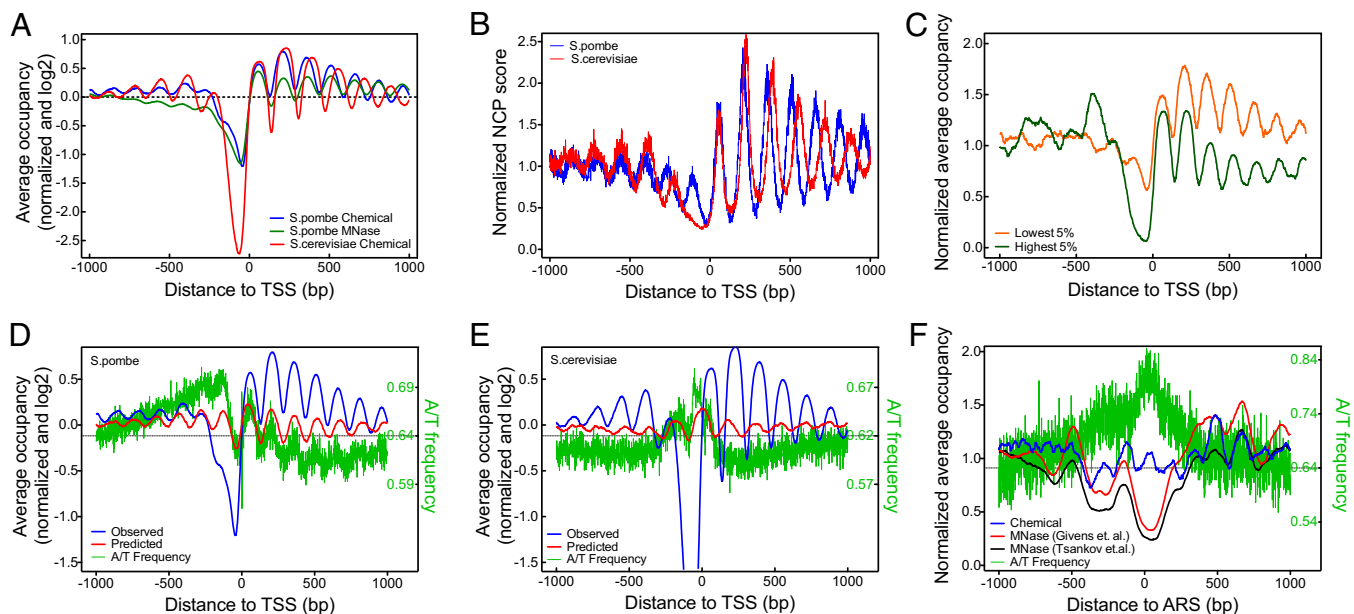 A
Average occupancy
(normalized and log2)
1.0
0.5
0.0
-0.5
-1.0
-1.5
-2.0
-2.5
S.pombe Chemical
S.pombe MNase
S.cerevisiae Chemical
-1000
-500
0
500
1000
Distance to TSS (bp)
B
Normalized NCP score
2.5
2.0
1.5
1.0
0.5
0.0
S.pombe
S.cerevisiae
-1000
-500
0
500
1000
Distance to TSS (bp)
C
Normalized average occupancy
2.0
1.5
1.0
0.5
0.0
Lowest 5%
Highest 5%
-1000
-500
0
500
1000
Distance to TSS (bp)
D
S.pombe
Average occupancy
(normalized and log2)
0.5
0.0
-0.5
-1.0
-1.5
0.69
0.64
0.59
A/T frequency
Observed
Predicted
A/T Frequency
-1000
-500
0
500
1000
Distance to TSS (bp)
E
S.cerevisiae
Average occupancy
(normalized and log2)
0.5
0.0
-0.5
-1.0
-1.5
0.67
0.62
0.57
A/T frequency
Observed
Predicted
A/T Frequency
-1000
-500
0
500
1000
Distance to TSS (bp)
F
Normalized average occupancy
2.0
1.5
1.0
0.5
0.0
0.84
0.74
0.64
0.54
A/T frequency
Chemical
MNase (Givens et. al.)
MNase (Tsankov et.al.)
A/T Frequency
-1000
-500
0
500
1000
Distance to ARS (bp)